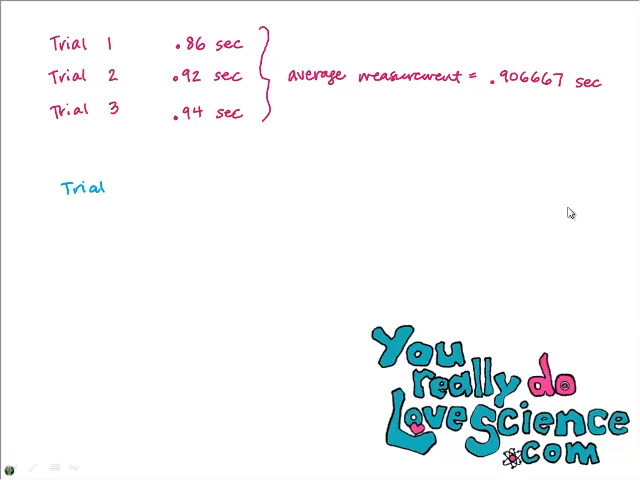 Trial 1 .86 sec
Trial 2 .92 sec average measurement = .906667 sec
Trial 3 .94 sec
Trial
You
really do
Love Science
.com